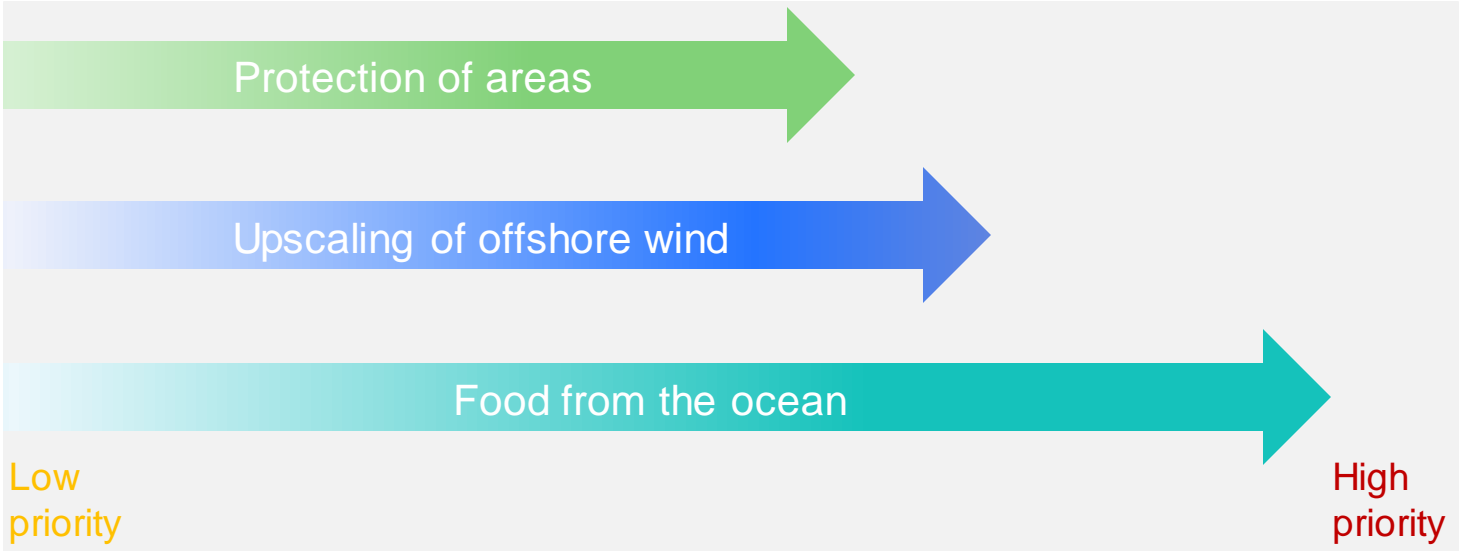 Protection of areas
Upscaling of offshore wind
Food from the ocean
Low
priority
High
priority